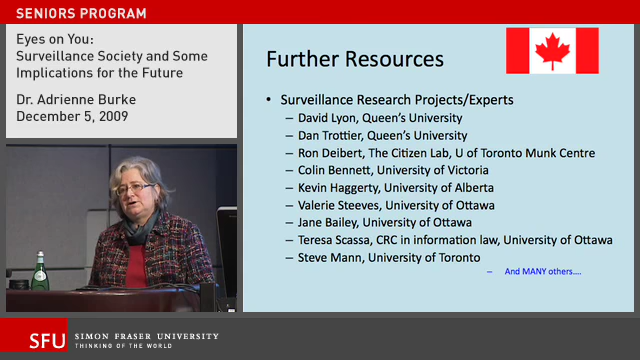 SENIORS PROGRAM
Eyes on You:
Surveillance Society and Some
Implications for the Future
Dr. Adrienne Burke
December 5, 2009
Further Resources
• Surveillance Research Projects/Experts
– David Lyon, Queen's University
– Dan Trottier, Queen's University
– Ron Deibert, The Citizen Lab, U of Toronto Munk Centre
– Colin Bennett, University of Victoria
– Kevin Haggerty, University of Alberta
– Valerie Steeves, University of Ottawa
– Jane Bailey, University of Ottawa
– Teresa Scassa, CRC in information law, University of Ottawa
– Steve Mann, University of Toronto
– And MANY others....
SFU SIMON FRASER UNIVERSITY
THINKING OF THE WORLD